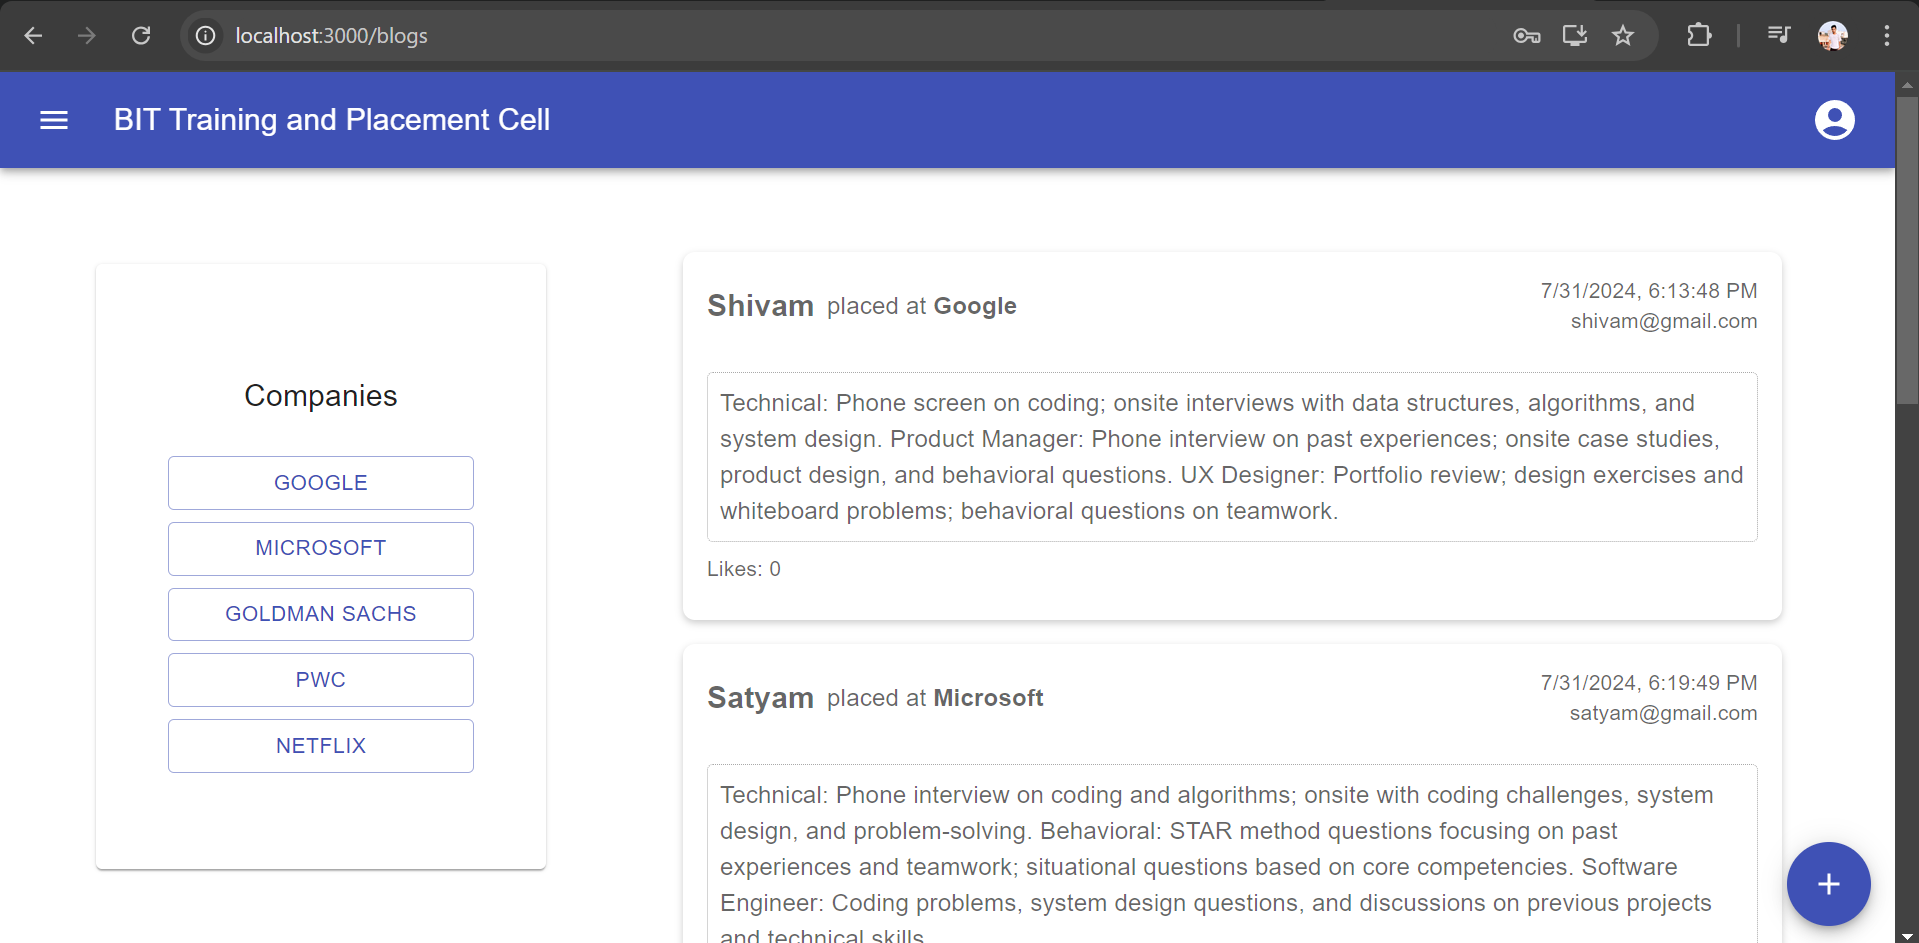 localhost:3000/blogs
BIT Training and Placement Cell
Companies
GOOGLE
MICROSOFT
GOLDMAN SACHS
PWC
NETFLIX
Shivam placed at Google
7/31/2024, 6:13:48 PM
shivam@gmail.com
Technical: Phone screen on coding; onsite interviews with data structures, algorithms, and
system design. Product Manager: Phone interview on past experiences; onsite case studies,
product design, and behavioral questions. UX Designer: Portfolio review; design exercises and
whiteboard problems; behavioral questions on teamwork.
Likes: 0
Satyam placed at Microsoft
7/31/2024, 6:19:49 PM
satyam@gmail.com
Technical: Phone interview on coding and algorithms; onsite with coding challenges, system
design, and problem-solving. Behavioral: STAR method questions focusing on past
experiences and teamwork; situational questions based on core competencies. Software
Engineer: Coding problems, system design questions, and discussions on previous projects
and technical skills.